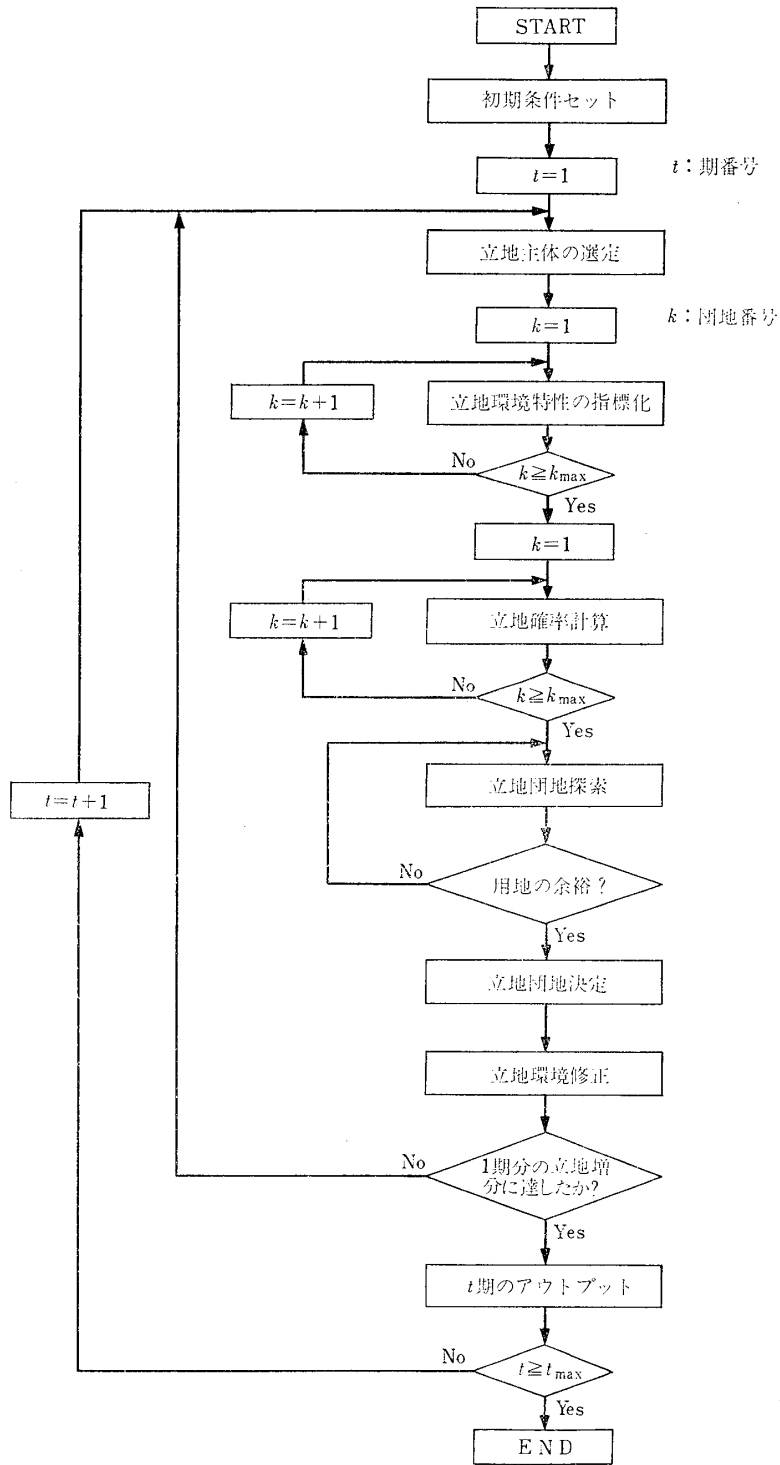 START
初期条件セット
t=1
t：期番号
立地主体の選定
k=1
k：団地番号
k=k+1
立地環境特性の指標化
No
k≧kmax
Yes
k=1
k=k+1
立地確率計算
No
k≧kmax
Yes
t=t+1
立地団地探索
No
用地の余裕？
Yes
立地団地決定
立地環境修正
No
1期分の立地増
分に達したか?
Yes
t期のアウトプット
No
t≧tmax
Yes
END